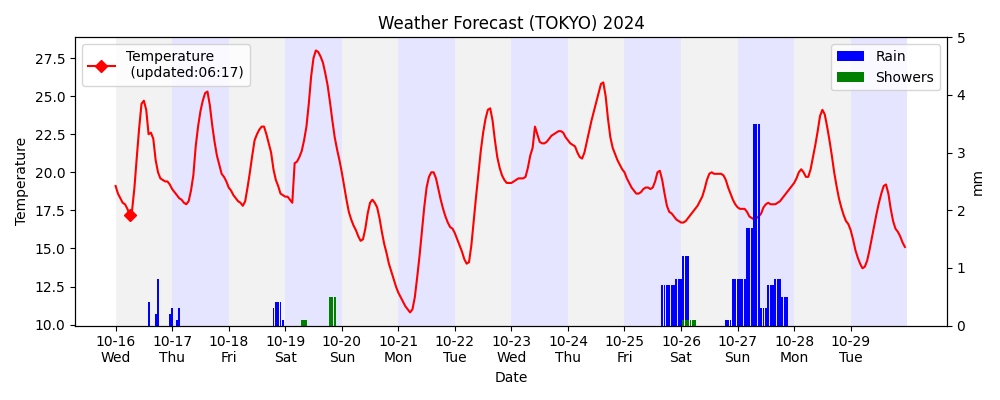 Weather Forecast (TOKYO) 2024
Temperature
(updated:06:17)
Rain
Showers
Temperature
27.5
25.0
22.5
20.0
17.5
15.0
12.5
10.0
5
4
3
2
1
0
mm
10-16 10-17 10-18 10-19 10-20 10-21 10-22 10-23 10-24 10-25 10-26 10-27 10-28 10-29
Wed Thu Fri Sat Sun Mon Tue Wed Thu Fri Sat Sun Mon Tue
Date